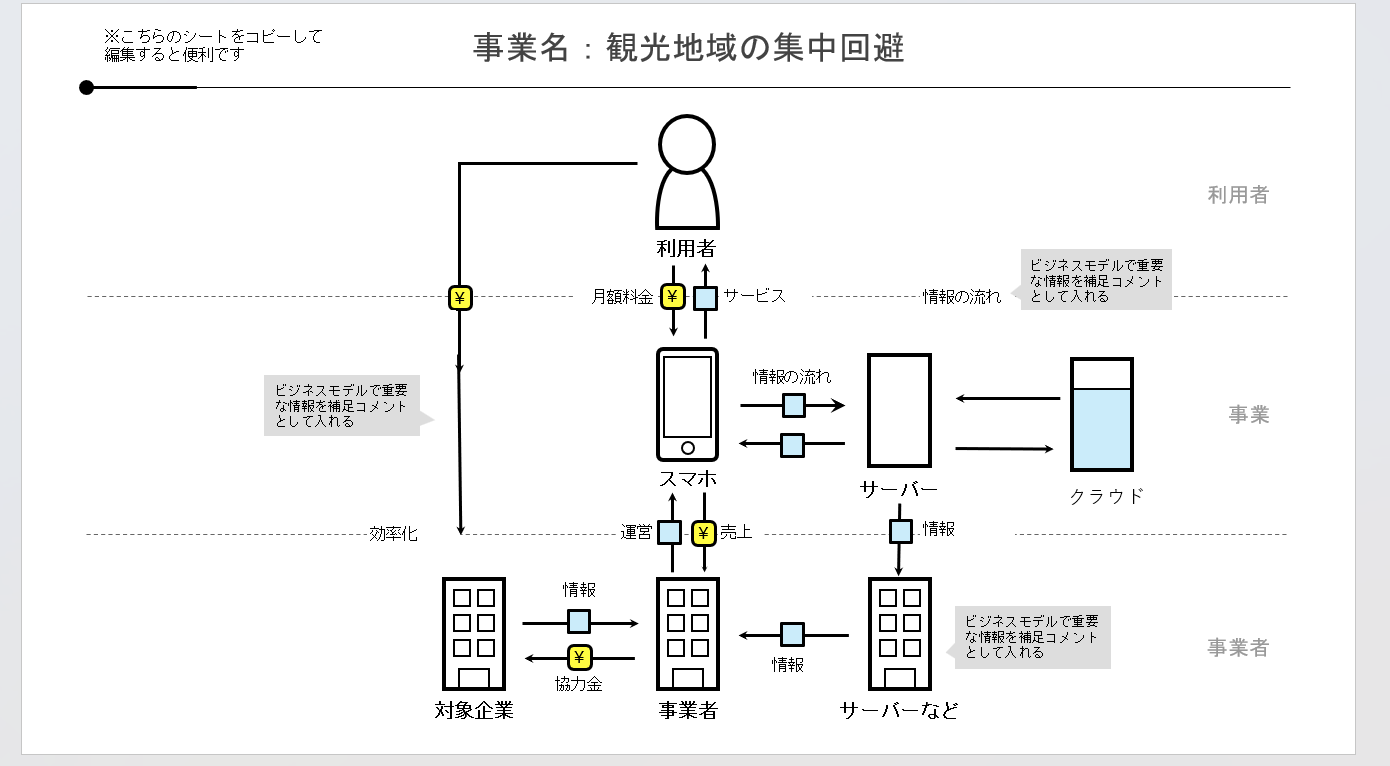 ※こちらのシートをコピーして
編集すると便利です
事業名：観光地域の集中回避
利用者
利用者
ビジネスモデルで重要
な情報を補足コメント
として入れる
¥
月額料金
¥
サービス
情報の流れ
情報の流れ
ビジネスモデルで重要
な情報を補足コメント
として入れる
事業
スマホ
サーバー
クラウド
効率化
運営
¥
売上
情報
情報
ビジネスモデルで重要
な情報を補足コメント
として入れる
事業者
¥
協力金
情報
対象企業
事業者
サーバーなど